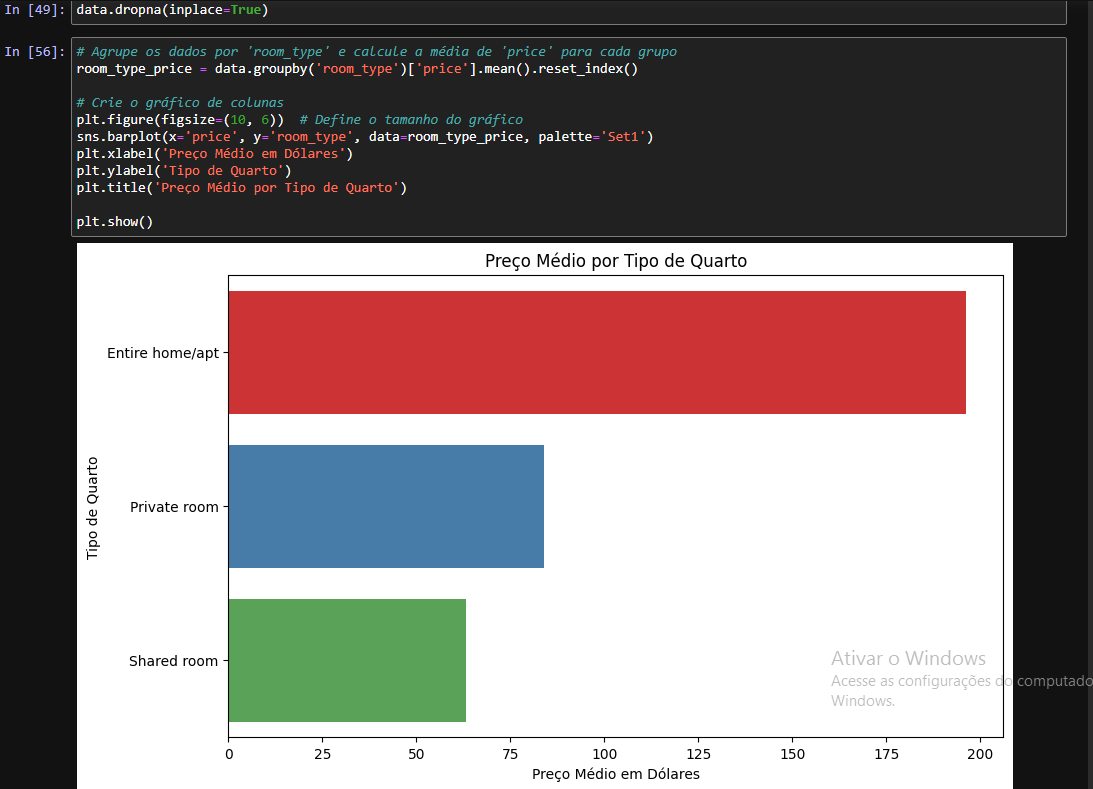 In [49]: data.dropna(inplace=True)
In [56]: # Agrupe os dados por 'room_type' e calcule a média de 'price' para cada grupo
room_type_price = data.groupby('room_type')['price'].mean().reset_index()
# Crie o gráfico de colunas
plt.figure(figsize=(10, 6))  # Define o tamanho do gráfico
sns.barplot(x='price', y='room_type', data=room_type_price, palette='Set1')
plt.xlabel('Preço Médio em Dólares')
plt.ylabel('Tipo de Quarto')
plt.title('Preço Médio por Tipo de Quarto')
plt.show()
Preço Médio por Tipo de Quarto
Tipo de Quarto
Entire home/apt
Private room
Shared room
0 25 50 75 100 125 150 175 200
Preço Médio em Dólares
Ativar o Windows
Acesse as configurações do computado
Windows.